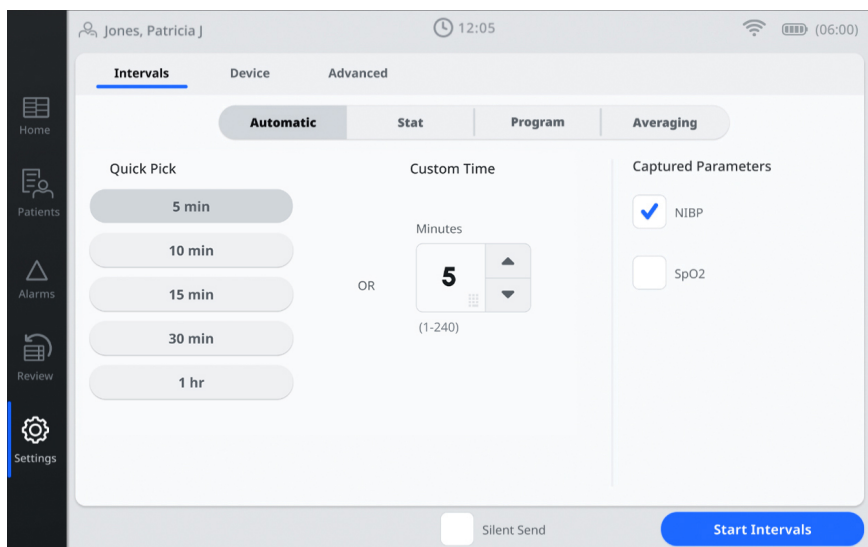 Jones, Patricia J
12:05
(06:00)
Home
Patients
Alarms
Review
Settings
Intervals Device Advanced
Automatic Stat Program Averaging
Quick Pick
5 min
10 min
15 min
30 min
1 hr
OR
Custom Time
Minutes
5
(1-240)
Captured Parameters
NIBP
SpO2
Silent Send
Start Intervals